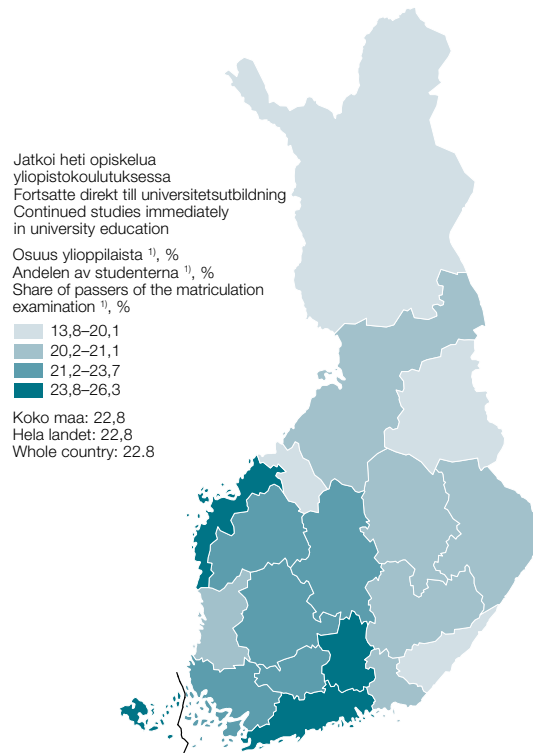 Jatkoi heti opiskelua
yliopistokoulutuksessa
Fortsatte direkt till universitetsutbildning
Continued studies immediately
in university education
Osuus ylioppilaista ¹⁾, %
Andelen av studenterna ¹⁾, %
Share of passers of the matriculation
examination ¹⁾, %
13,8–20,1
20,2–21,1
21,2–23,7
23,8–26,3
Koko maa: 22,8
Hela landet: 22,8
Whole country: 22.8